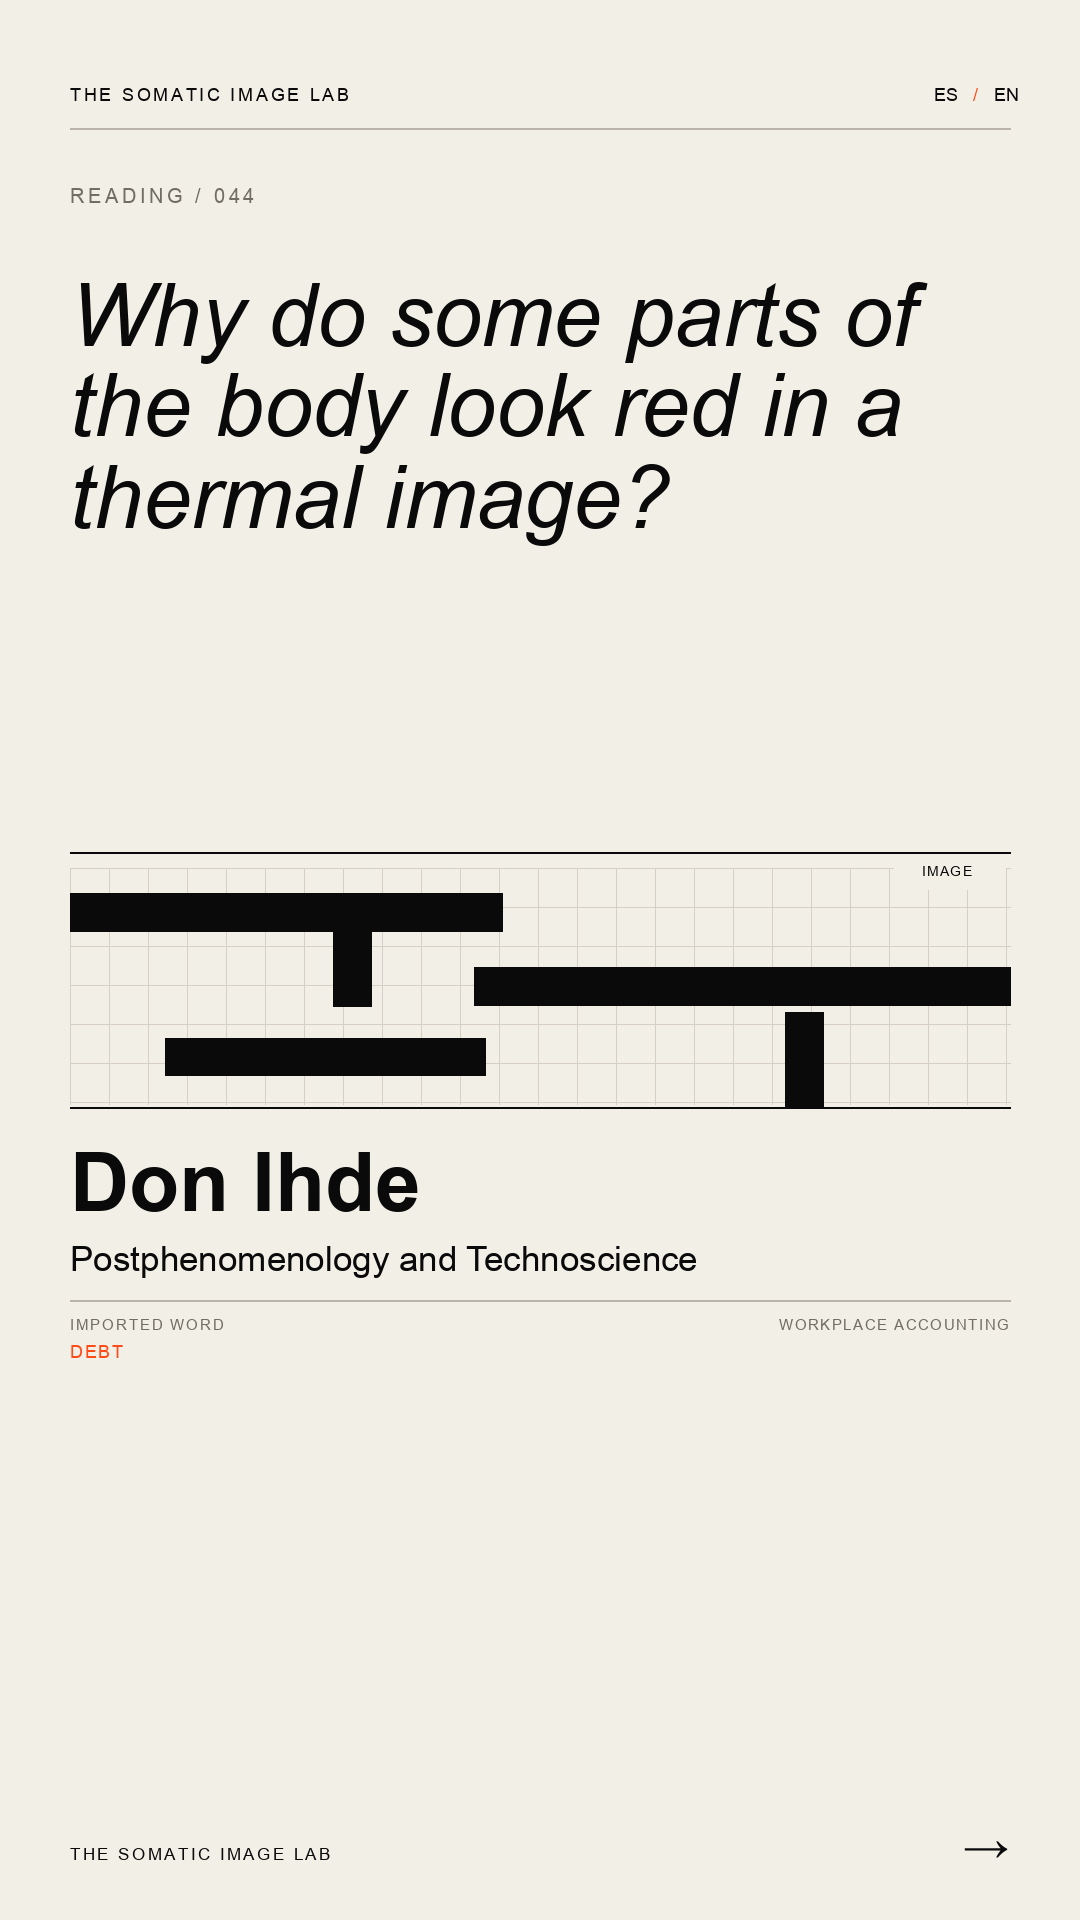 THE SOMATIC IMAGE LAB
ES / EN
READING / 044
Why do some parts of
the body look red in a
thermal image?
IMAGE
Don Ihde
Postphenomenology and Technoscience
IMPORTED WORD
WORKPLACE ACCOUNTING
DEBT
THE SOMATIC IMAGE LAB
→